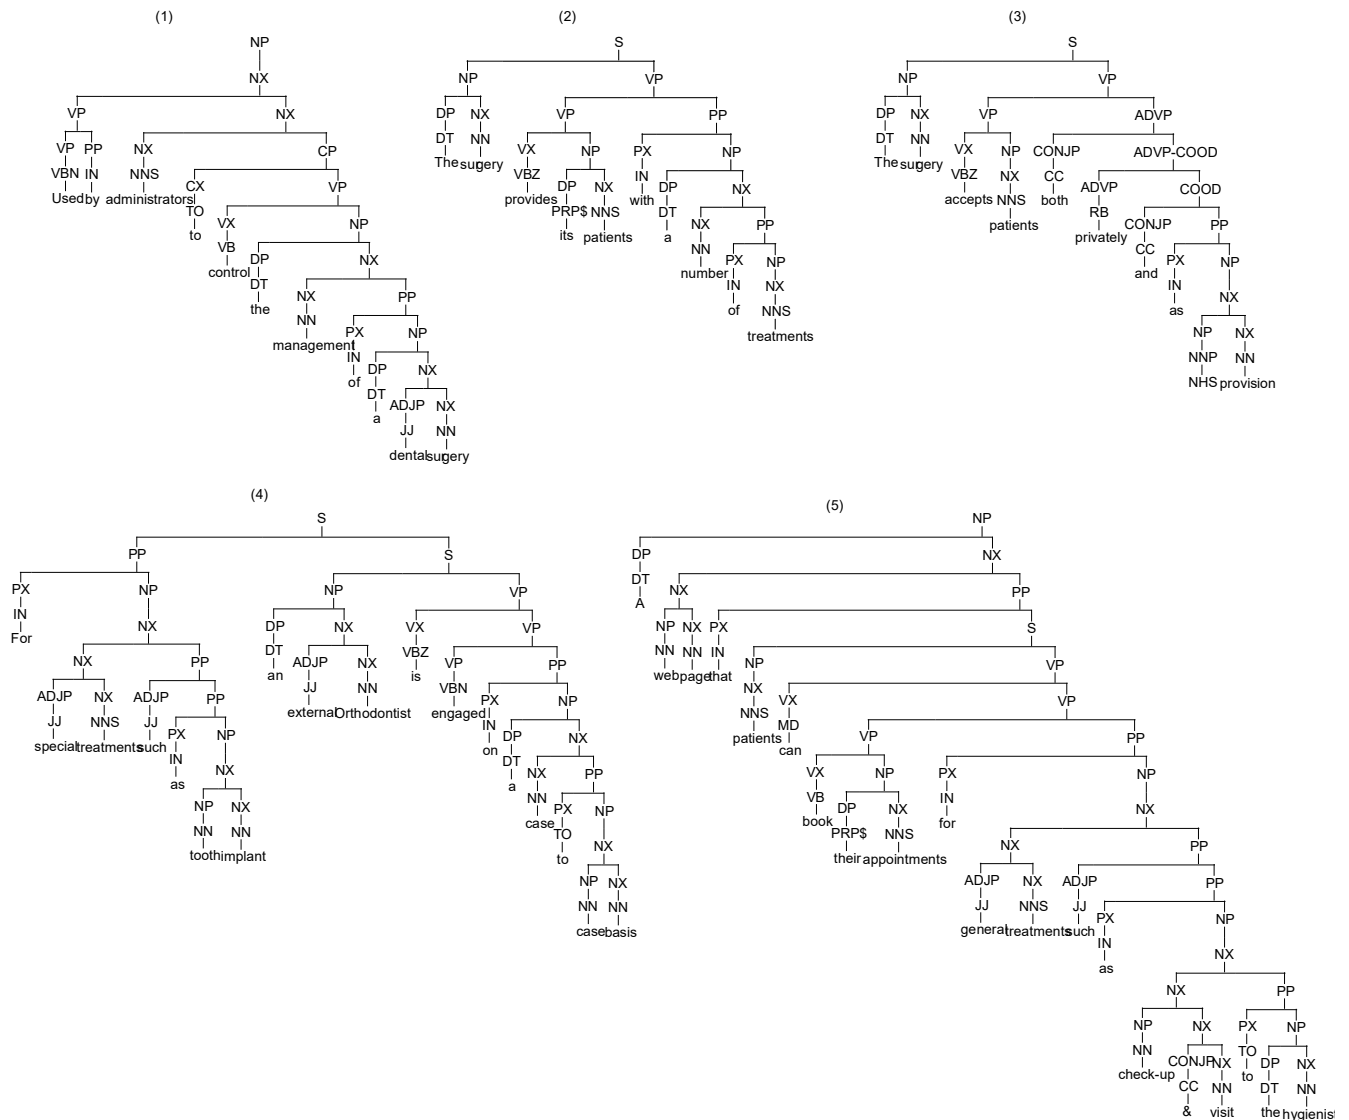 (1) (2) (3)
NP S S
NX NP VP NP VP
VP NX DP NX VP PP DP NX VP ADVP
VP PP NX CP DT NN VX NP PX NP DT NN VX NP CONJP ADVP-COOD
VBN IN NNS CX VP The surgery VBZ DP NX IN DP NX The surgery VBZ NX CC ADVP COOD
Used by administrators TO VX NP provides PRP$ NNS with DT NX PP accepts NNS both RB CONJP PP
to VB DP NX its patients a NN PX NP patients privately CC PX NP
control DT NX PP number IN NX and IN NX
the NN PX NP of NNS as NP NX
management IN DP NX treatments NNP NN
of DT ADJP NX NHS provision
a JJ NN
dental surgery
(4) (5)
S NP
PP S DP NX
PX NP NP VP DT NX PP
IN NX DP NX VX VP A NP NX PX S
For NX PP DT ADJP NX VBZ VP PP NN NN IN NP VP
ADJP NX ADJP PP an JJ NN is VBN PX NP web page that NX VX VP
JJ NNS JJ PX NP external Orthodontist engaged IN DP NX NNS MD VP PP
special treatments such IN NX on DT NX PP patients can VX NP PX NP
as NP NX a NN PX NP VB DP NX IN NX
NN NN case TO NX book PRP$ NNS for NX PP
tooth implant to NP NX their appointments ADJP NX ADJP PP
NN NN JJ NNS JJ PX NP
case basis general treatments such IN NX
as NX PP
NP NX PX NP
NN CONJP NX TO DP NX
check-up CC NN to DT NN
& visit the hygienist